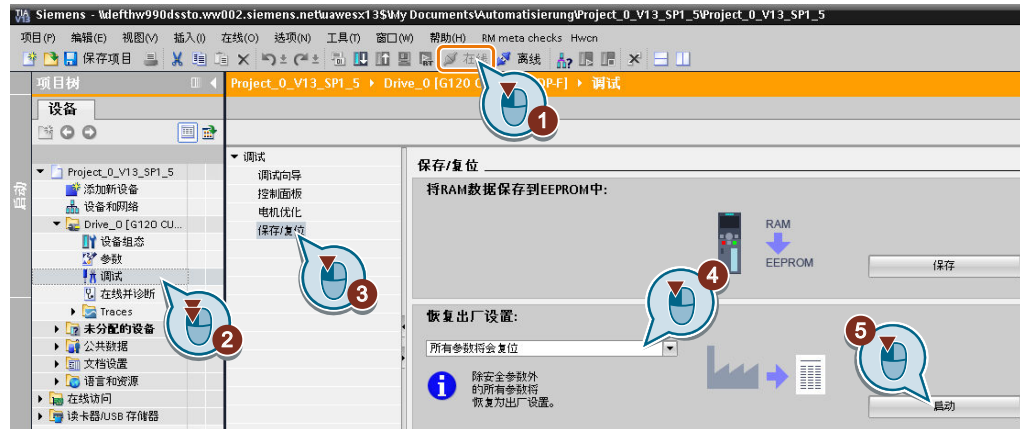 Siemens - \\defthw990dssto.ww002.siemens.net\uawesx13$\My Documents\Automatisierung\Project_0_V13_SP1_5\Project_0_V13_SP1_5
项目(P) 编辑(E) 视图(V) 插入(I) 在线(O) 选项(N) 工具(T) 窗口(W) 帮助(H) RM meta checks Hwcn
保存项目 在线 离线
项目树 Project_0_V13_SP1_5 ▸ Drive_0 [G120 DP-F] ▸ 调试
1
设备
启动
Project_0_V13_SP1_5
添加新设备
设备和网络
Drive_0 [G120 CU...
设备组态
参数
调试
在线并诊断
Traces
未分配的设备
公共数据
文档设置
语言和资源
在线访问
读卡器/USB 存储器
2
调试
调试向导
控制面板
电机优化
保存/复位
3
保存/复位
将RAM数据保存到EEPROM中:
RAM
EEPROM
保存
4
恢复出厂设置:
所有参数将会复位
除安全参数外
的所有参数将
恢复为出厂设置。
5
启动